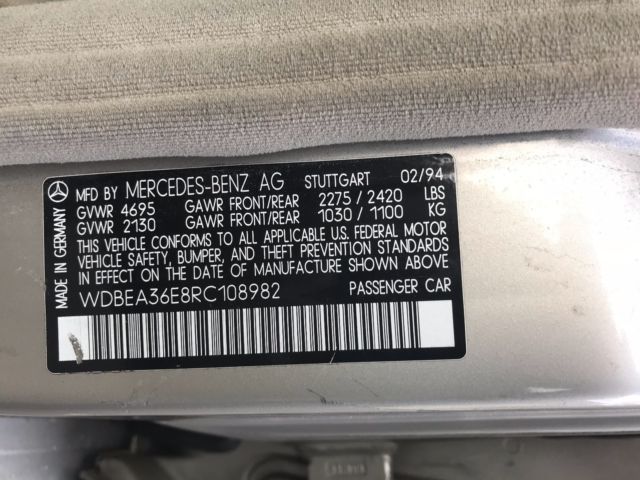 MADE IN GERMANY
MFD BY MERCEDES-BENZ AG STUTTGART 02/94
GVWR 4695 GAWR FRONT/REAR 2275 / 2420 LBS
GVWR 2130 GAWR FRONT/REAR 1030 / 1100 KG
THIS VEHICLE CONFORMS TO ALL APPLICABLE U.S. FEDERAL MOTOR
VEHICLE SAFETY, BUMPER, AND THEFT PREVENTION STANDARDS
IN EFFECT ON THE DATE OF MANUFACTURE SHOWN ABOVE
WDBEA36E8RC108982 PASSENGER CAR